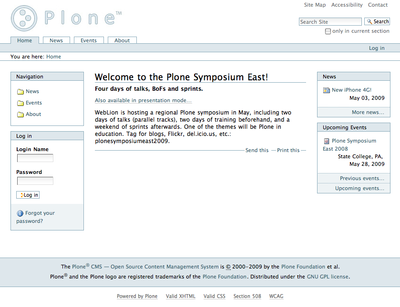 Site Map Accessibility Contact
Plone™
Search Site Search
only in current section
Home News Events About
Log in
You are here: Home
Navigation
News
Events
About
Log in
Login Name
Password
Log in
Forgot your
password?
Welcome to the Plone Symposium East!
Four days of talks, BoFs and sprints.
Also available in presentation mode…
WebLion is hosting a regional Plone symposium in May, including two
days of talks (parallel tracks), two days of training beforehand, and a
weekend of sprints afterwards. One of the themes will be Plone in
Education. Tag for blogs, Flickr, del.icio.us, etc.:
plonesymposiumeast2009.
Send this — Print this —
News
New iPhone 4G!
May 03, 2009
More news…
Upcoming Events
Plone Symposium
East 2008
State College, PA,
May 28, 2009
Previous events…
Upcoming events…
The Plone® CMS — Open Source Content Management System is © 2000-2009 by the Plone Foundation et al.
Plone® and the Plone logo are registered trademarks of the Plone Foundation. Distributed under the GNU GPL license.
Powered by Plone Valid XHTML Valid CSS Section 508 WCAG